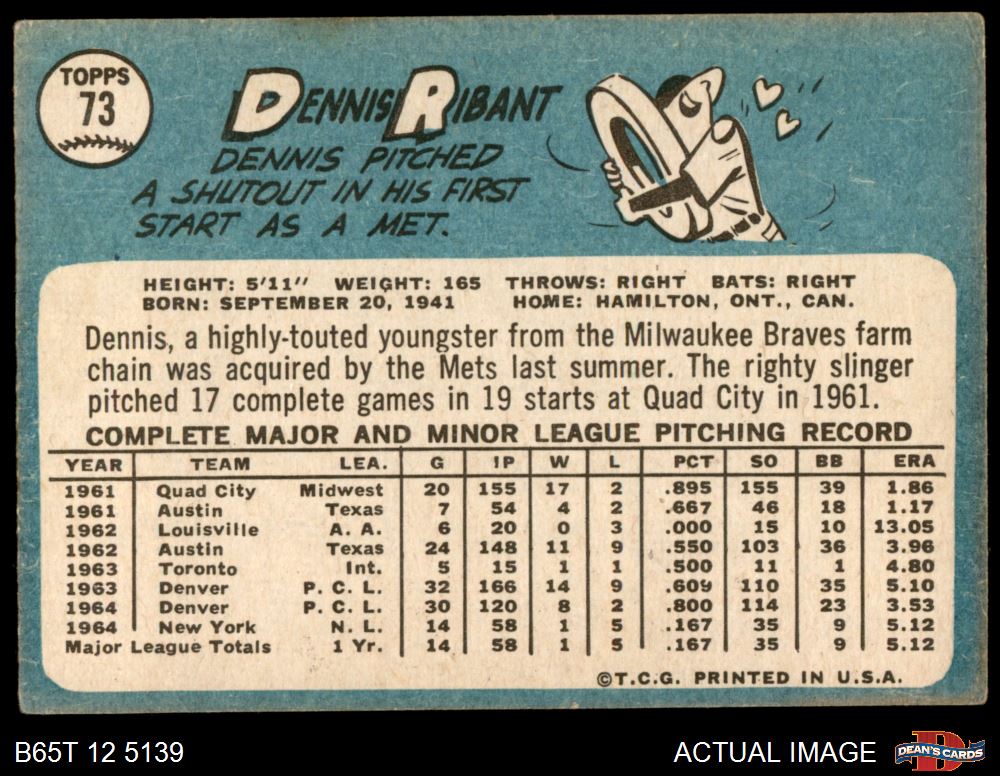 TOPPS
73
DENNIS RIBANT
DENNIS PITCHED
A SHUTOUT IN HIS FIRST
START AS A MET.
HEIGHT: 5'11" WEIGHT: 165 THROWS: RIGHT BATS: RIGHT
BORN: SEPTEMBER 20, 1941 HOME: HAMILTON, ONT., CAN.
Dennis, a highly-touted youngster from the Milwaukee Braves farm
chain was acquired by the Mets last summer. The righty slinger
pitched 17 complete games in 19 starts at Quad City in 1961.
COMPLETE MAJOR AND MINOR LEAGUE PITCHING RECORD
YEAR TEAM LEA. G IP W L PCT SO BB ERA
1961 Quad City Midwest 20 155 17 2 .895 155 39 1.86
1961 Austin Texas 7 54 4 2 .667 46 18 1.17
1962 Louisville A. A. 6 20 0 3 .000 15 10 13.05
1962 Austin Texas 24 148 11 9 .550 103 36 3.96
1963 Toronto Int. 5 15 1 1 .500 11 1 4.80
1963 Denver P. C. L. 32 166 14 9 .609 110 35 5.10
1964 Denver P. C. L. 30 120 8 2 .800 114 23 3.53
1964 New York N. L. 14 58 1 5 .167 35 9 5.12
Major League Totals 1 Yr. 14 58 1 5 .167 35 9 5.12
©T.C.G. PRINTED IN U.S.A.
B65T 12 5139 ACTUAL IMAGE D DEAN'S CARDS